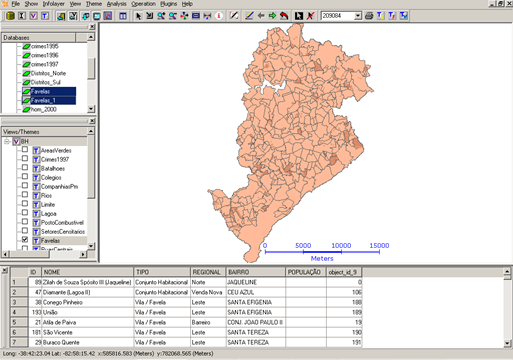 File Show Infolayer View Theme Analysis Operation Plugins Help
209084
Databases
crimes1995
crimes1996
crimes1997
Distritos_Norte
Distritos_Sul
Favelas
Favelas_1
hom_2000
Views/Themes
BH
AreasVerdes
Crimes1997
Batalhoes
Colegios
CompanhiasPm
Rios
Limite
Lagoa
PostoCombustivel
SetoresCensitarios
Favelas
0 5000 10000 15000
Meters
ID NOME TIPO REGIONAL BAIRRO POPULAÇÃO object_id_9
1 89 Zilah de Souza Spósito III (Jaqueline) Conjunto Habitacional Norte JAQUELINE 0
2 47 Diamante (Lagoa II) Conjunto Habitacional Venda Nova CEU AZUL 106
3 38 Conego Pinheiro Vila / Favela Leste SANTA EFIGENIA 188
4 193 União Vila / Favela Leste SANTA EFIGENIA 189
5 21 Atila de Paiva Vila / Favela Barreiro CONJ. JOAO PAULO II 19
6 181 São Vicente Vila / Favela Leste SANTA TEREZA 190
7 29 Buraco Quente Vila / Favela Leste SANTA TEREZA 191
Long: -38:42:23.04 Lat: -82:58:15.42 x:585816.583 (Meters) y:782068.565 (Meters)